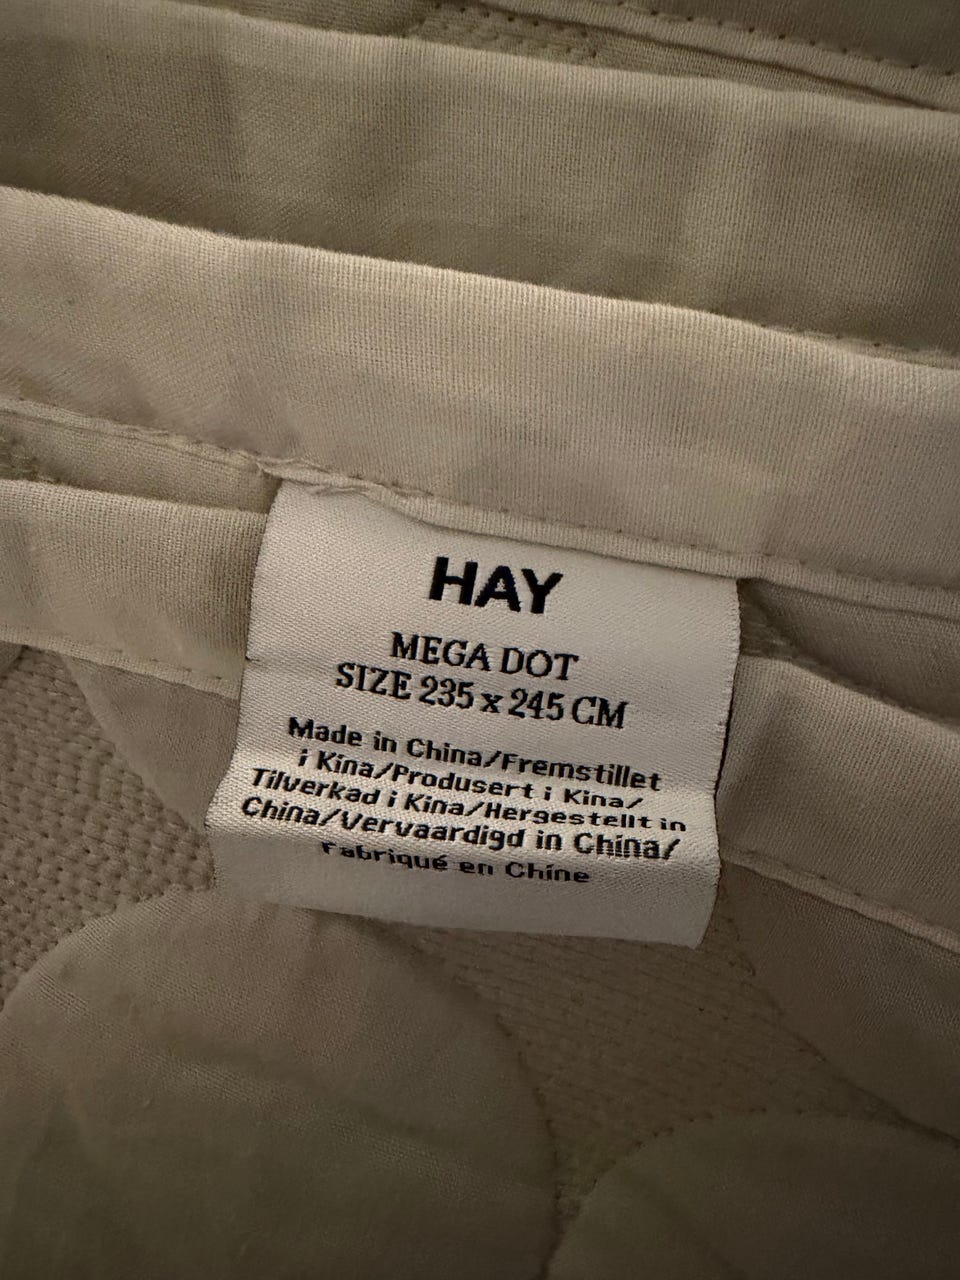 HAY
MEGA DOT
SIZE 235 x 245 CM
Made in China/Fremstillet
i Kina/Produsert i Kina/
Tilverkad i Kina/Hergestellt in
China/Vervaardigd in China/
Fabriqué en Chine